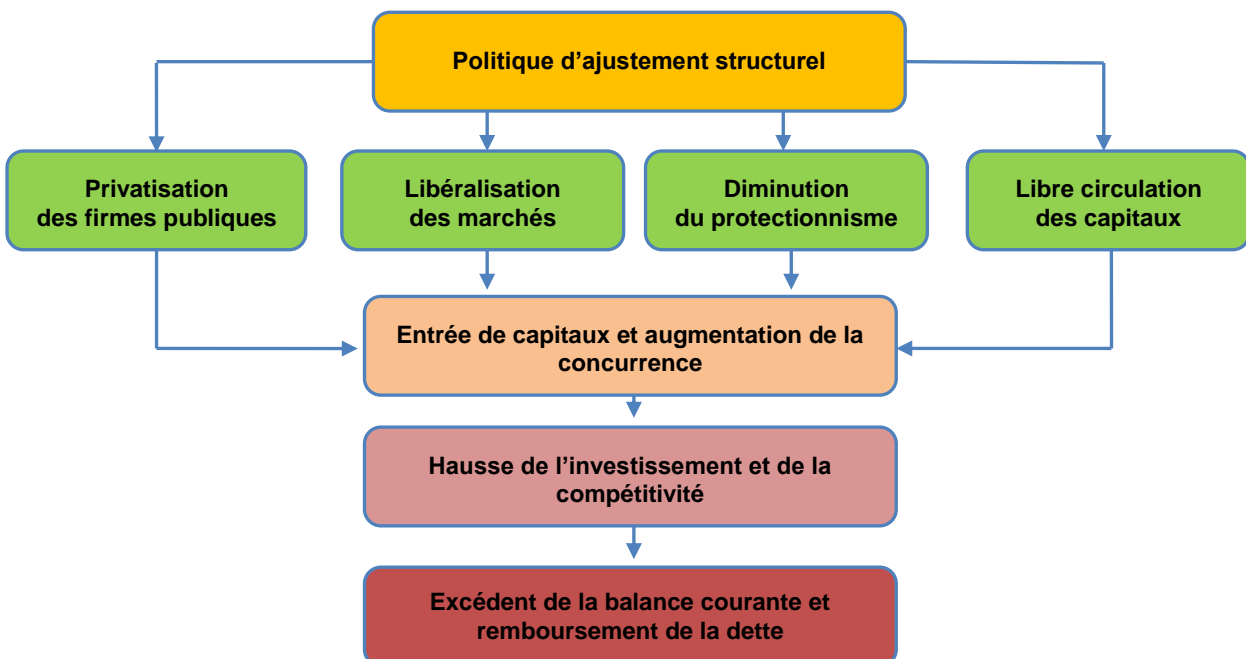 Politique d’ajustement structurel
Privatisation
des firmes publiques
Libéralisation
des marchés
Diminution
du protectionnisme
Libre circulation
des capitaux
Entrée de capitaux et augmentation de la
concurrence
Hausse de l’investissement et de la
compétitivité
Excédent de la balance courante et
remboursement de la dette